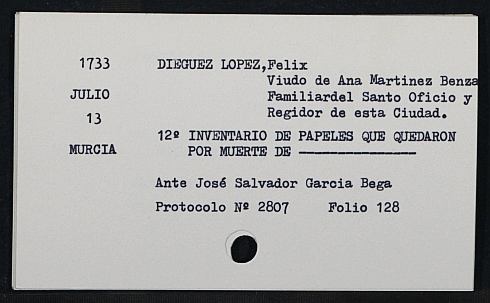 1733 DIEGUEZ LOPEZ,Felix
Viudo de Ana Martinez Benza
JULIO Familiardel Santo Oficio y
13 Regidor de esta Ciudad.
12º INVENTARIO DE PAPELES QUE QUEDARON
MURCIA POR MUERTE DE ———————
Ante José Salvador Garcia Bega
Protocolo Nº 2807 Folio 128